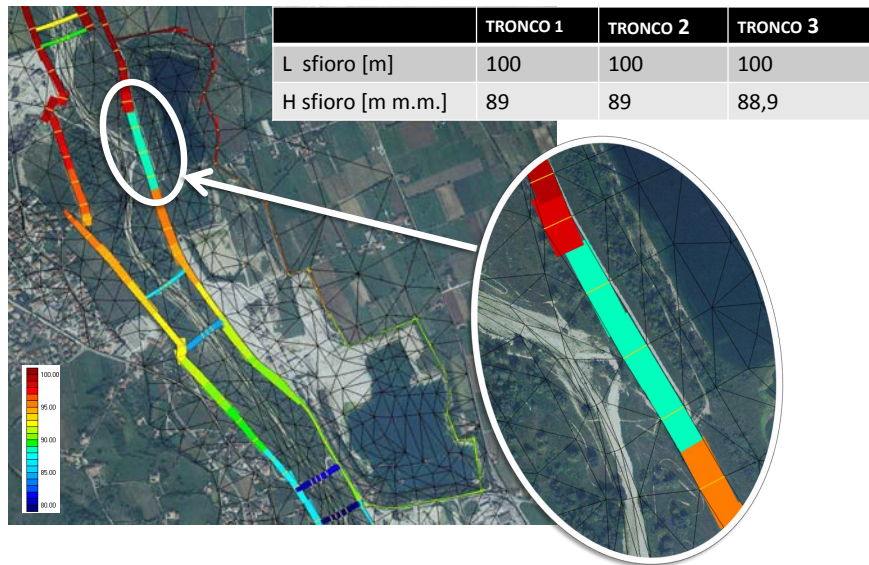 TRONCO 1 TRONCO 2 TRONCO 3
L sfioro [m] 100 100 100
H sfioro [m m.m.] 89 89 88,9
100.00
95.00
90.00
85.00
80.00